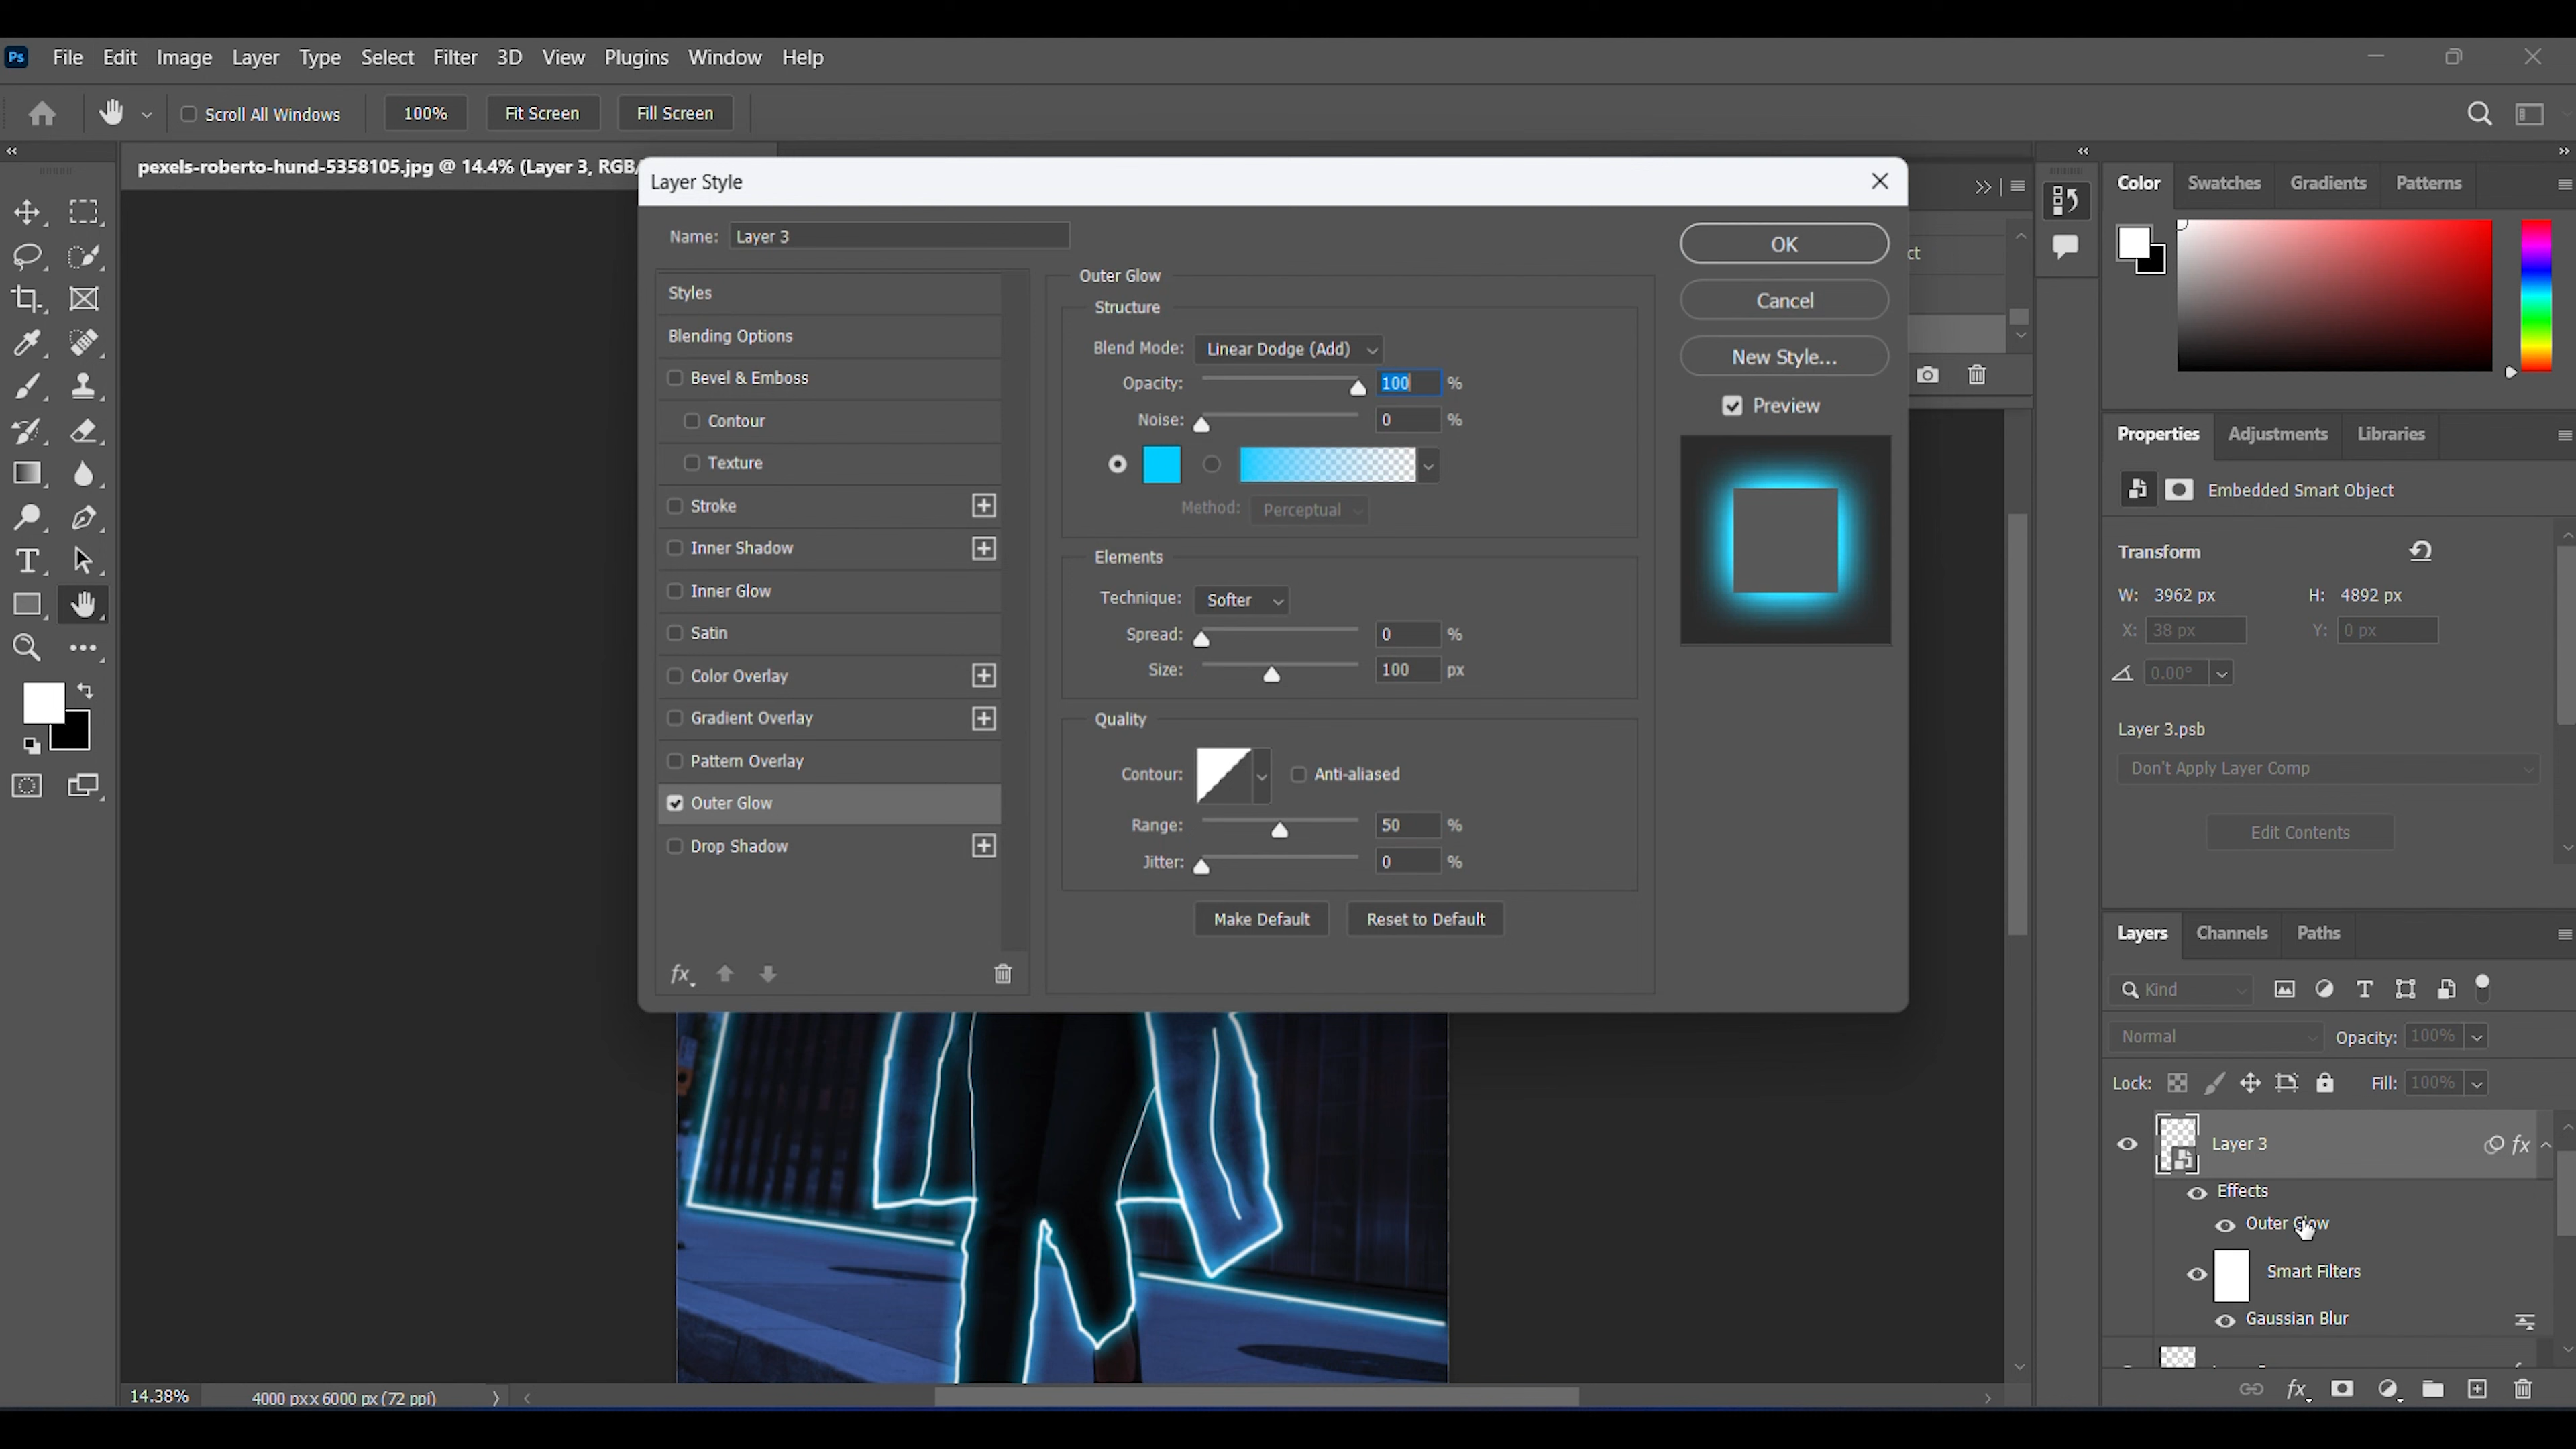 Ps File Edit Image Layer Type Select Filter 3D View Plugins Window Help
Scroll All Windows 100% Fit Screen Fill Screen
pexels-roberto-hund-5358105.jpg @ 14.4% (Layer 3, RGB/
Layer Style
Name: Layer 3
Styles
Blending Options
Bevel & Emboss
Contour
Texture
Stroke
Inner Shadow
Inner Glow
Satin
Color Overlay
Gradient Overlay
Pattern Overlay
Outer Glow
Drop Shadow
fx
Outer Glow
Structure
Blend Mode: Linear Dodge (Add)
Opacity: 100 %
Noise: 0 %
Method: Perceptual
Elements
Technique: Softer
Spread: 0 %
Size: 100 px
Quality
Contour: Anti-aliased
Range: 50 %
Jitter: 0 %
Make Default Reset to Default
OK
Cancel
New Style...
Preview
ct
Color Swatches Gradients Patterns
Properties Adjustments Libraries
Embedded Smart Object
Transform
W: 3962 px H: 4892 px
X: 38 px Y: 0 px
0.00°
Layer 3.psb
Don't Apply Layer Comp
Edit Contents
Layers Channels Paths
Kind
Normal Opacity: 100%
Lock: Fill: 100%
Layer 3 fx
Effects
Outer Glow
Smart Filters
Gaussian Blur
fx
14.38% 4000 px x 6000 px (72 ppi)